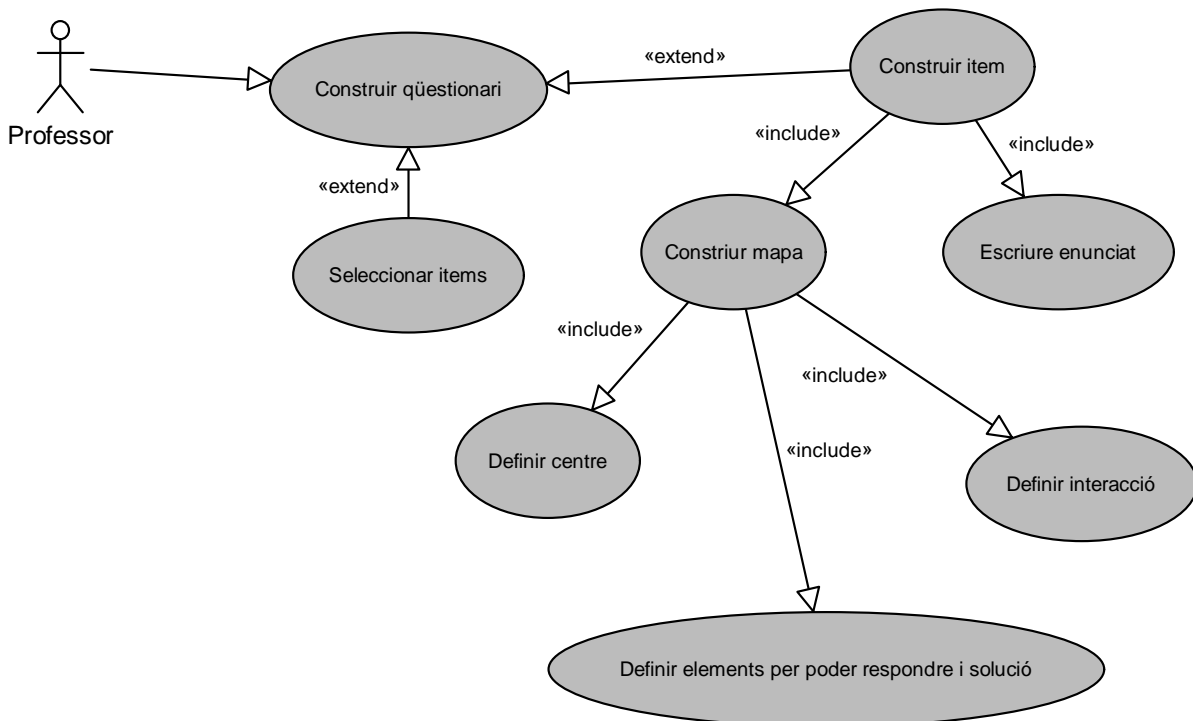 «extend»
Construir item
Construir qüestionari
Professor
«include»
«include»
«extend»
Constriur mapa
Escriure enunciat
Seleccionar items
«include»
«include»
«include»
Definir centre
Definir interacció
Definir elements per poder respondre i solució